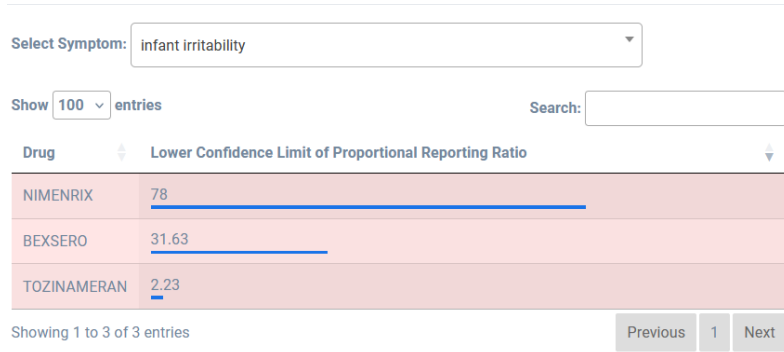 Select Symptom: infant irritability
Show 100 entries
Search:
Drug Lower Confidence Limit of Proportional Reporting Ratio
NIMENRIX 78
BEXSERO 31.63
TOZINAMERAN 2.23
Showing 1 to 3 of 3 entries
Previous 1 Next